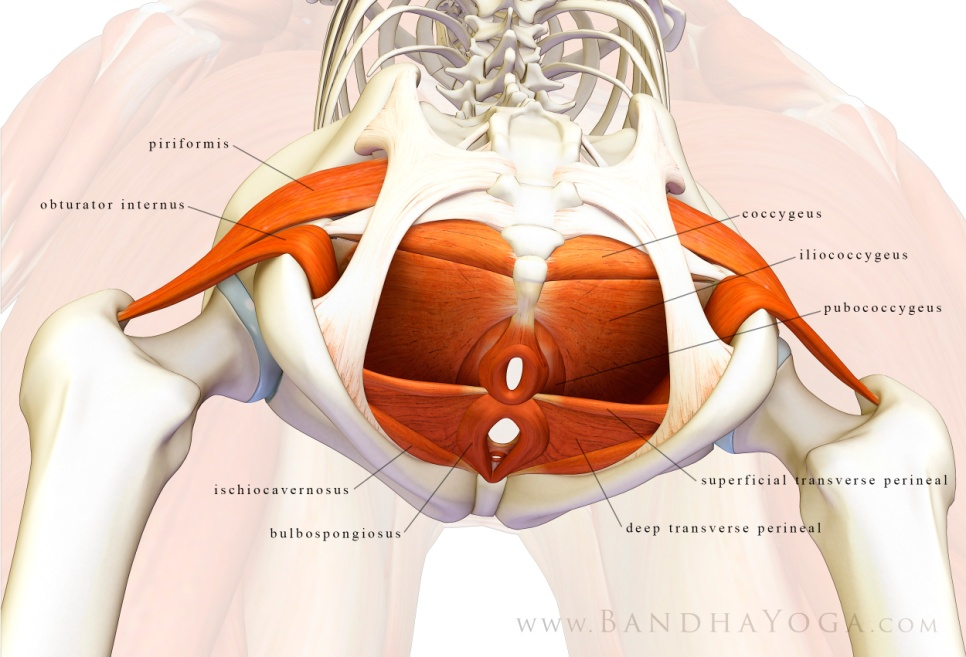 piriformis
obturator internus
coccygeus
iliococcygeus
pubococcygeus
superficial transverse perineal
ischiocavernosus
deep transverse perineal
bulbospongiosus
www.BandhaYoga.com